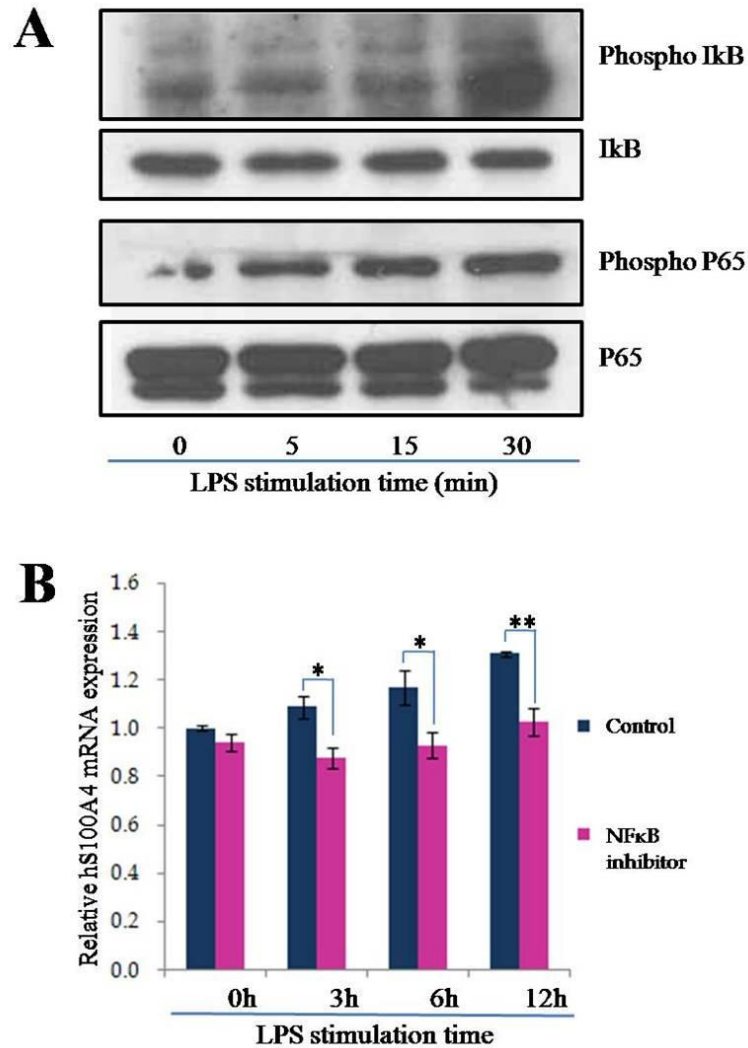 A
Phospho IkB
IkB
Phospho P65
P65
0 5 15 30
LPS stimulation time (min)
B
Relative hS100A4 mRNA expression
1.6
1.4
1.2
1.0
0.8
0.6
0.4
0.2
0.0
*
*
**
Control
NFκB
inhibitor
0h 3h 6h 12h
LPS stimulation time